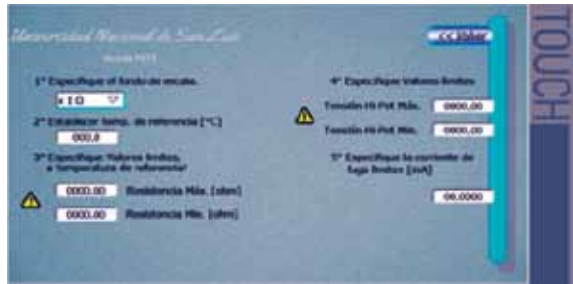 Universidad Nacional de San Luis
1° Especifique el fondo de escala.
x 10
2° Establecer temp. de referencia [°C]
000.0
3° Especifique Valores límites,
a temperatura de referencia!
0000.00 Resistencia Máx. [ohm]
0000.00 Resistencia Mín. [ohm]
4° Especifique Valores límites
Tensión Hi-Pot Máx. 0000.00
Tensión Hi-Pot Mín. 0000.00
5° Especifique la corriente de
fuga límites [mA]
00.0000
TOUCH